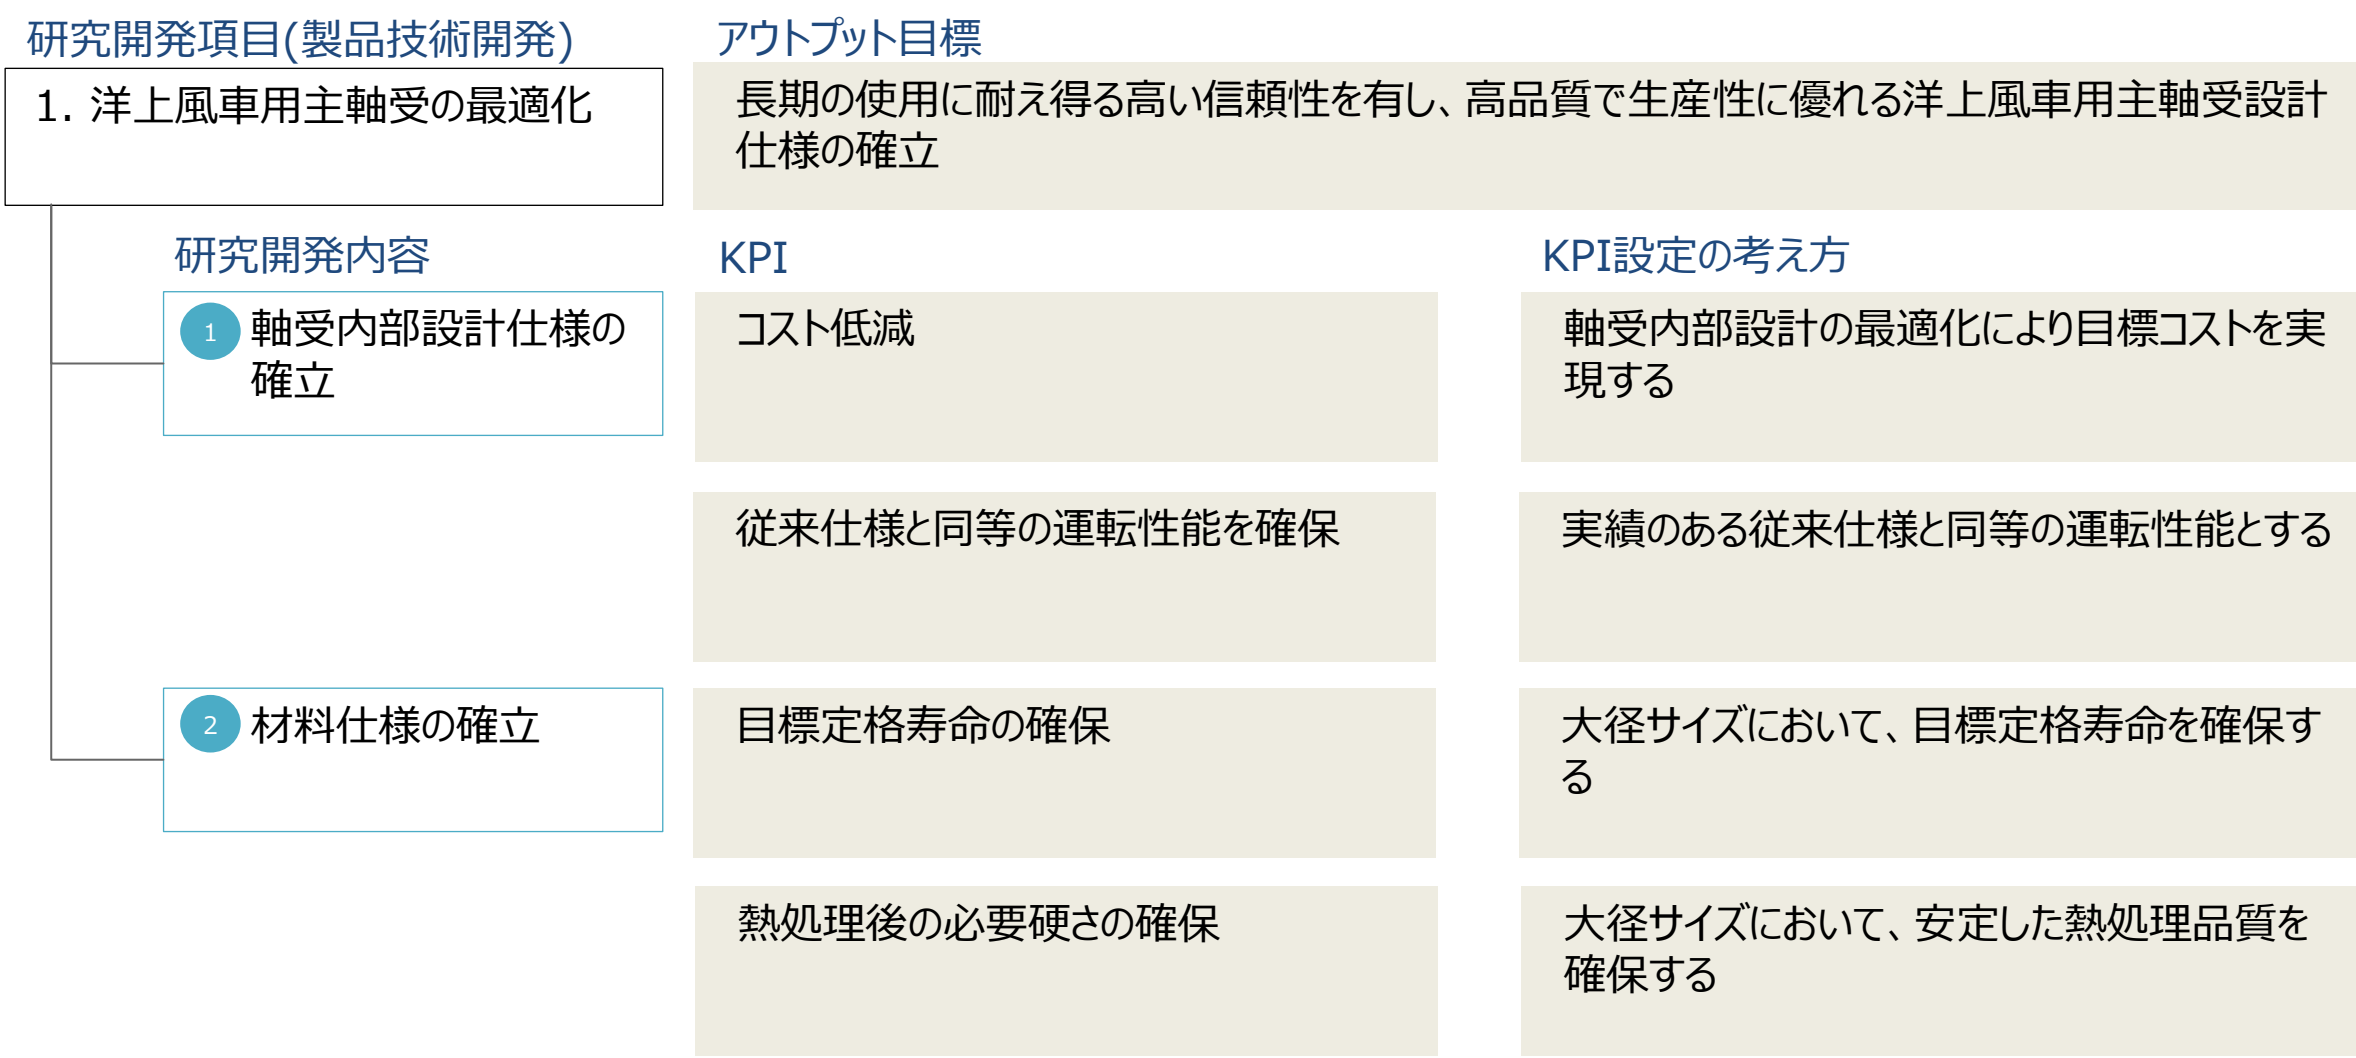 研究開発項目(製品技術開発)
アウトプット目標
1. 洋上風車用主軸受の最適化
長期の使用に耐え得る高い信頼性を有し、高品質で生産性に優れる洋上風車用主軸受設計
仕様の確立
研究開発内容
KPI
KPI設定の考え方
1 軸受内部設計仕様の
確立
コスト低減
軸受内部設計の最適化により目標コストを実
現する
従来仕様と同等の運転性能を確保
実績のある従来仕様と同等の運転性能とする
2 材料仕様の確立
目標定格寿命の確保
大径サイズにおいて、目標定格寿命を確保す
る
熱処理後の必要硬さの確保
大径サイズにおいて、安定した熱処理品質を
確保する